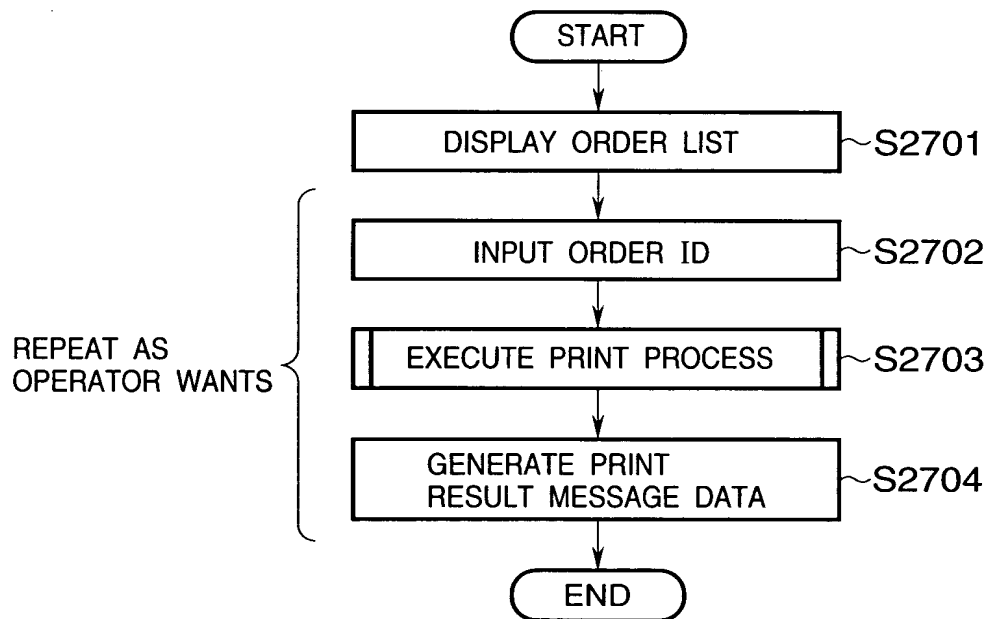 START
DISPLAY ORDER LIST
S2701
INPUT ORDER ID
S2702
REPEAT AS
OPERATOR WANTS
EXECUTE PRINT PROCESS
S2703
GENERATE PRINT
RESULT MESSAGE DATA
S2704
END